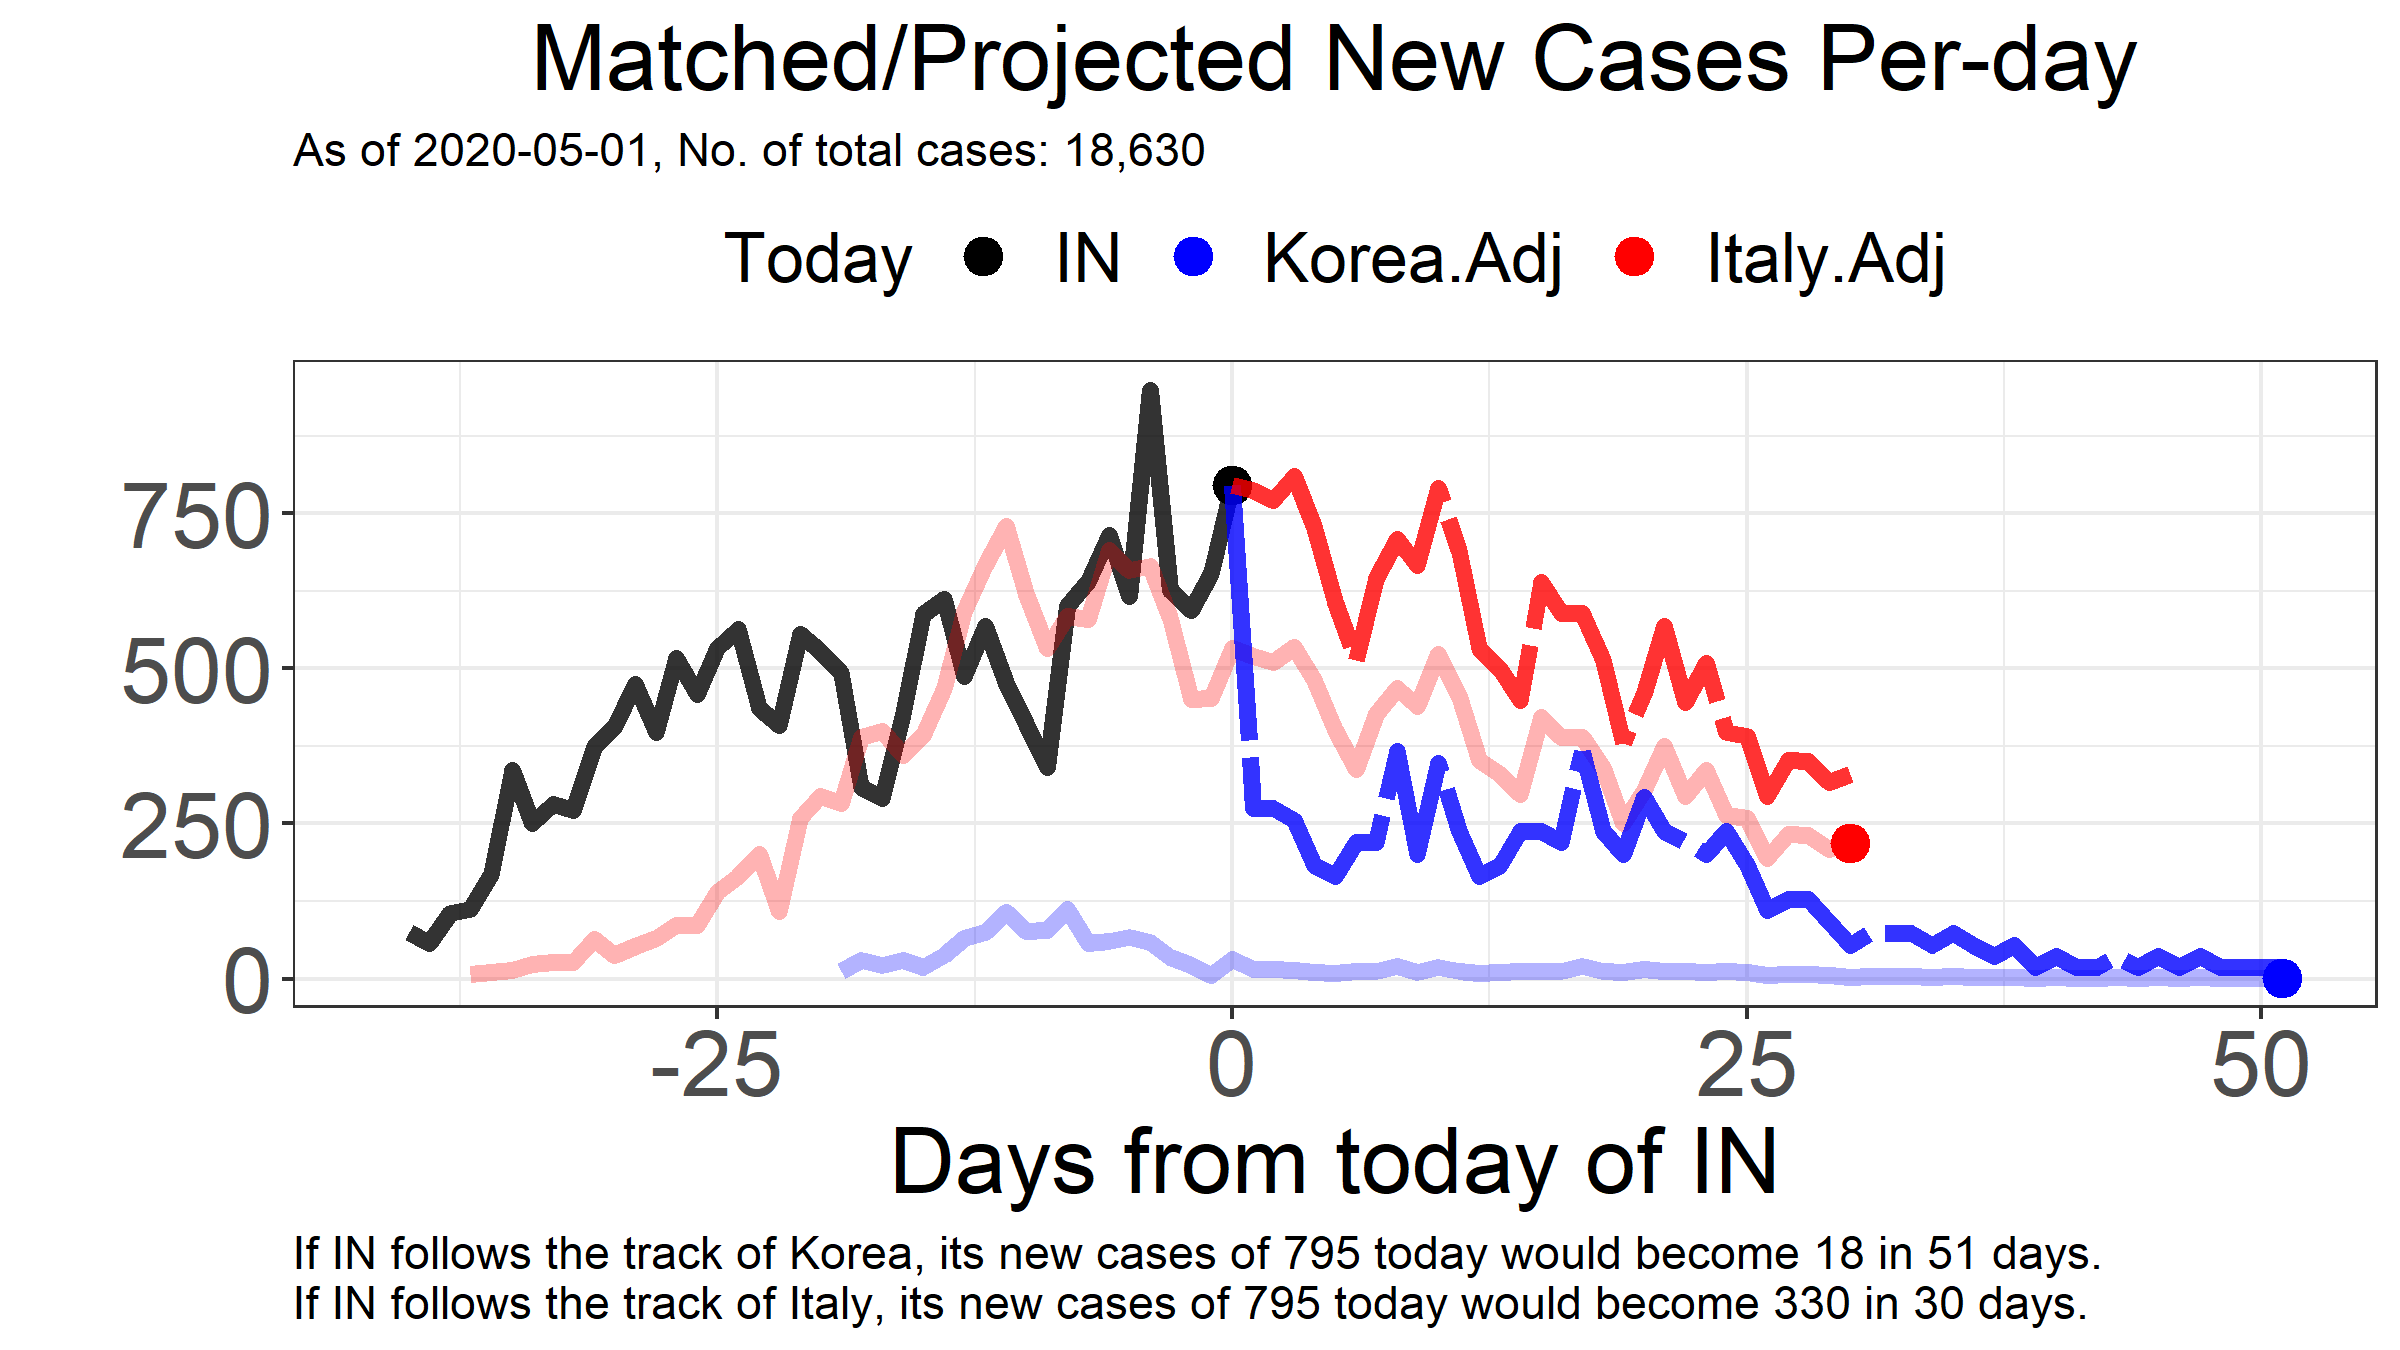 Matched/Projected New Cases Per-day
As of 2020-05-01, No. of total cases: 18,630
Today IN Korea.Adj Italy.Adj
750
500
250
0
-25 0 25 50
Days from today of IN
If IN follows the track of Korea, its new cases of 795 today would become 18 in 51 days.
If IN follows the track of Italy, its new cases of 795 today would become 330 in 30 days.